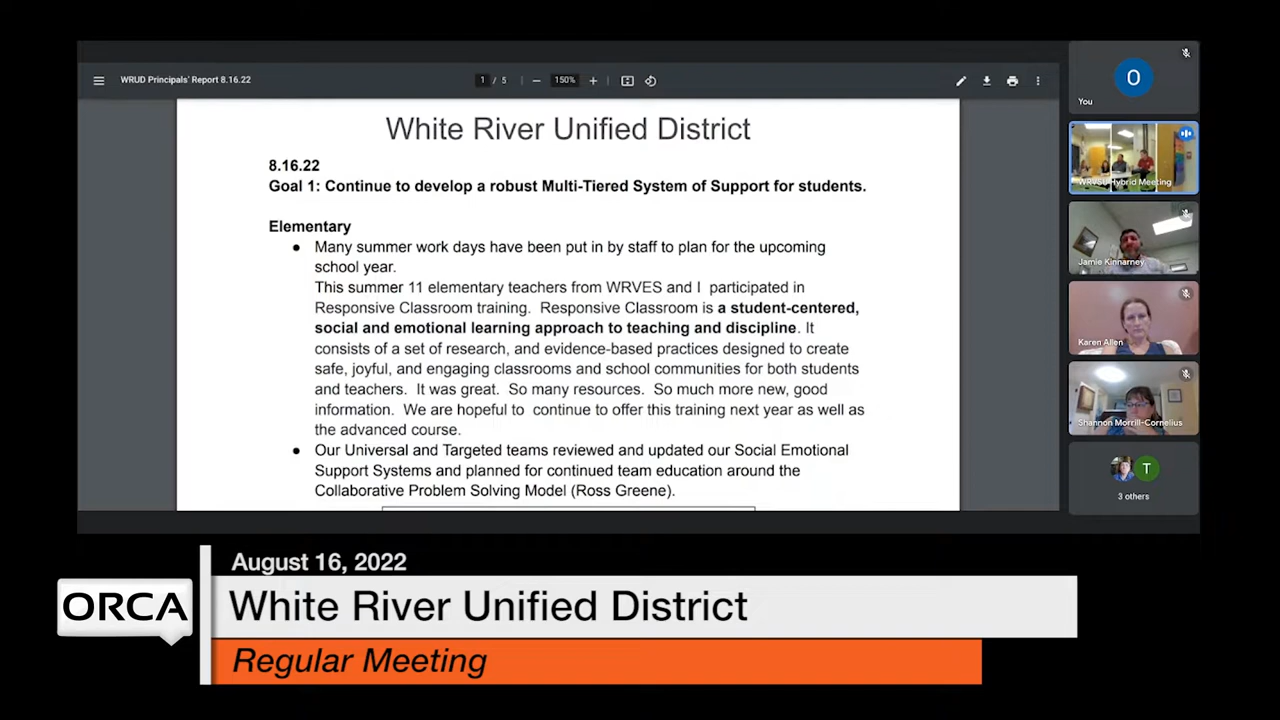 WRUD Principals' Report 8.16.22
1 / 5
150%
White River Unified District
8.16.22
Goal 1: Continue to develop a robust Multi-Tiered System of Support for students.
Elementary
● Many summer work days have been put in by staff to plan for the upcoming
school year.
This summer 11 elementary teachers from WRVES and I participated in
Responsive Classroom training. Responsive Classroom is a student-centered,
social and emotional learning approach to teaching and discipline. It
consists of a set of research, and evidence-based practices designed to create
safe, joyful, and engaging classrooms and school communities for both students
and teachers. It was great. So many resources. So much more new, good
information. We are hopeful to continue to offer this training next year as well as
the advanced course.
● Our Universal and Targeted teams reviewed and updated our Social Emotional
Support Systems and planned for continued team education around the
Collaborative Problem Solving Model (Ross Greene).
O
You
WRVSU Hybrid Meeting
Jamie Kinnarney
Karen Allen
Shannon Morrill-Cornelius
T
3 others
August 16, 2022
ORCA
White River Unified District
Regular Meeting